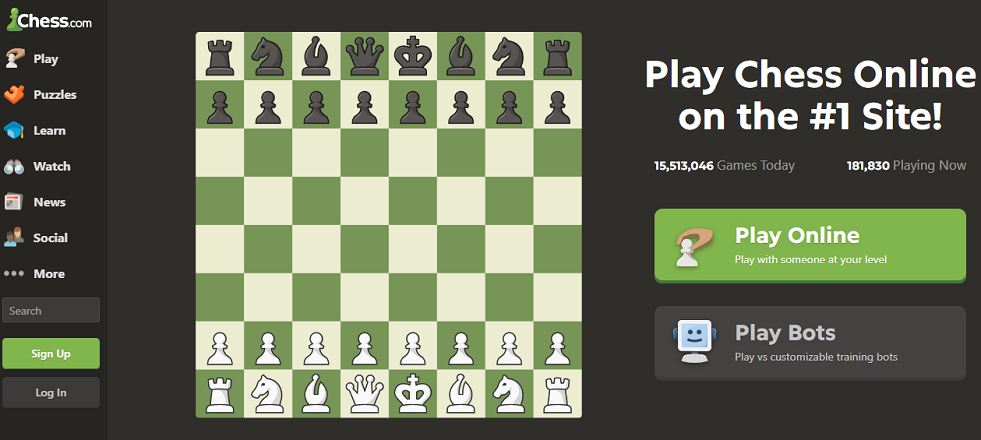 Chess.com
Play
Puzzles
Learn
Watch
News
Social
More
Search
Sign Up
Log In
Play Chess Online
on the #1 Site!
15,513,046 Games Today
181,830 Playing Now
Play Online
Play with someone at your level
Play Bots
Play vs customizable training bots